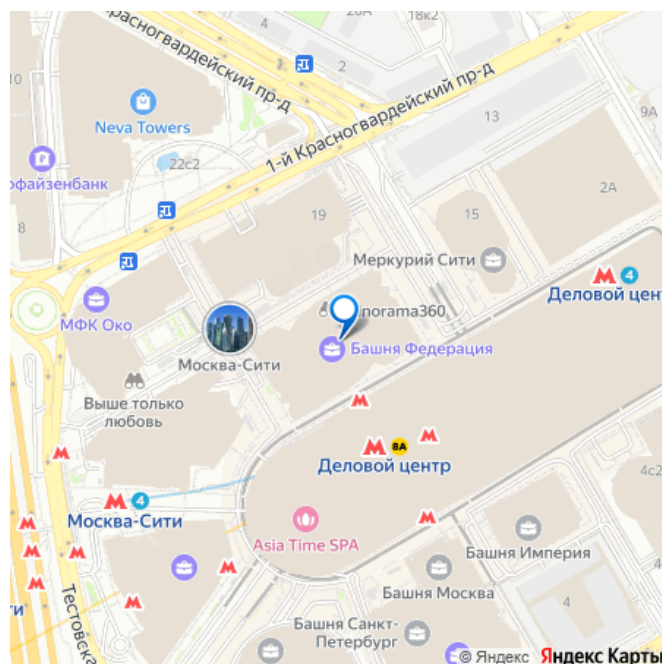 4
18к2
2
Красногвардейский пр-д
10
Neva Towers
1-й Красногвардейский пр-д
13
9А
22с2
офайзенбанк
2А
8
19
15
Меркурий Сити
4
Деловой цент
МФК Око
norama360
Башня Федерация
Москва-Сити
Выше только
любовь
8А
Деловой центр
4с2
4
Москва-Сити
Asia Time SPA
Башня Империя
Башня Москва
4
Тестовска
Башня Санкт-
Петербург
© Яндекс Яндекс Карты